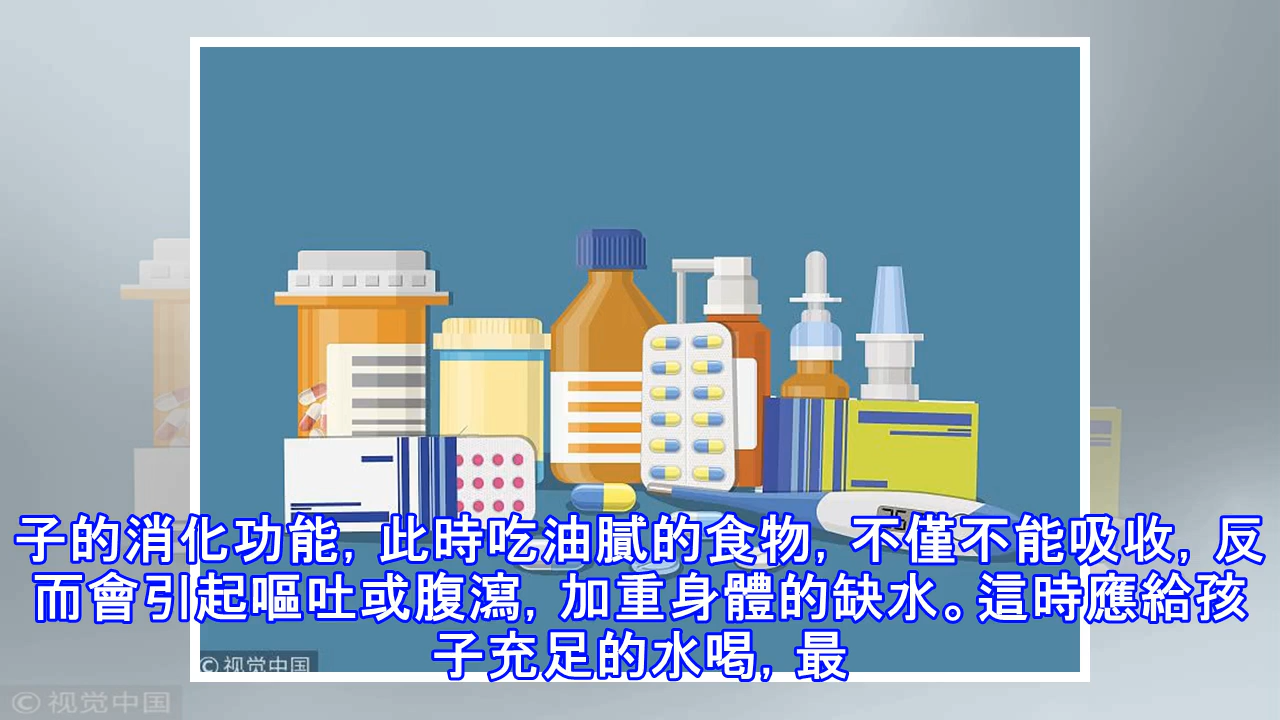 子的消化功能, 此時吃油膩的食物, 不僅不能吸收, 反
而會引起嘔吐或腹瀉, 加重身體的缺水。這時應給孩
子充足的水喝, 最
© 视觉中国
© 视觉中国